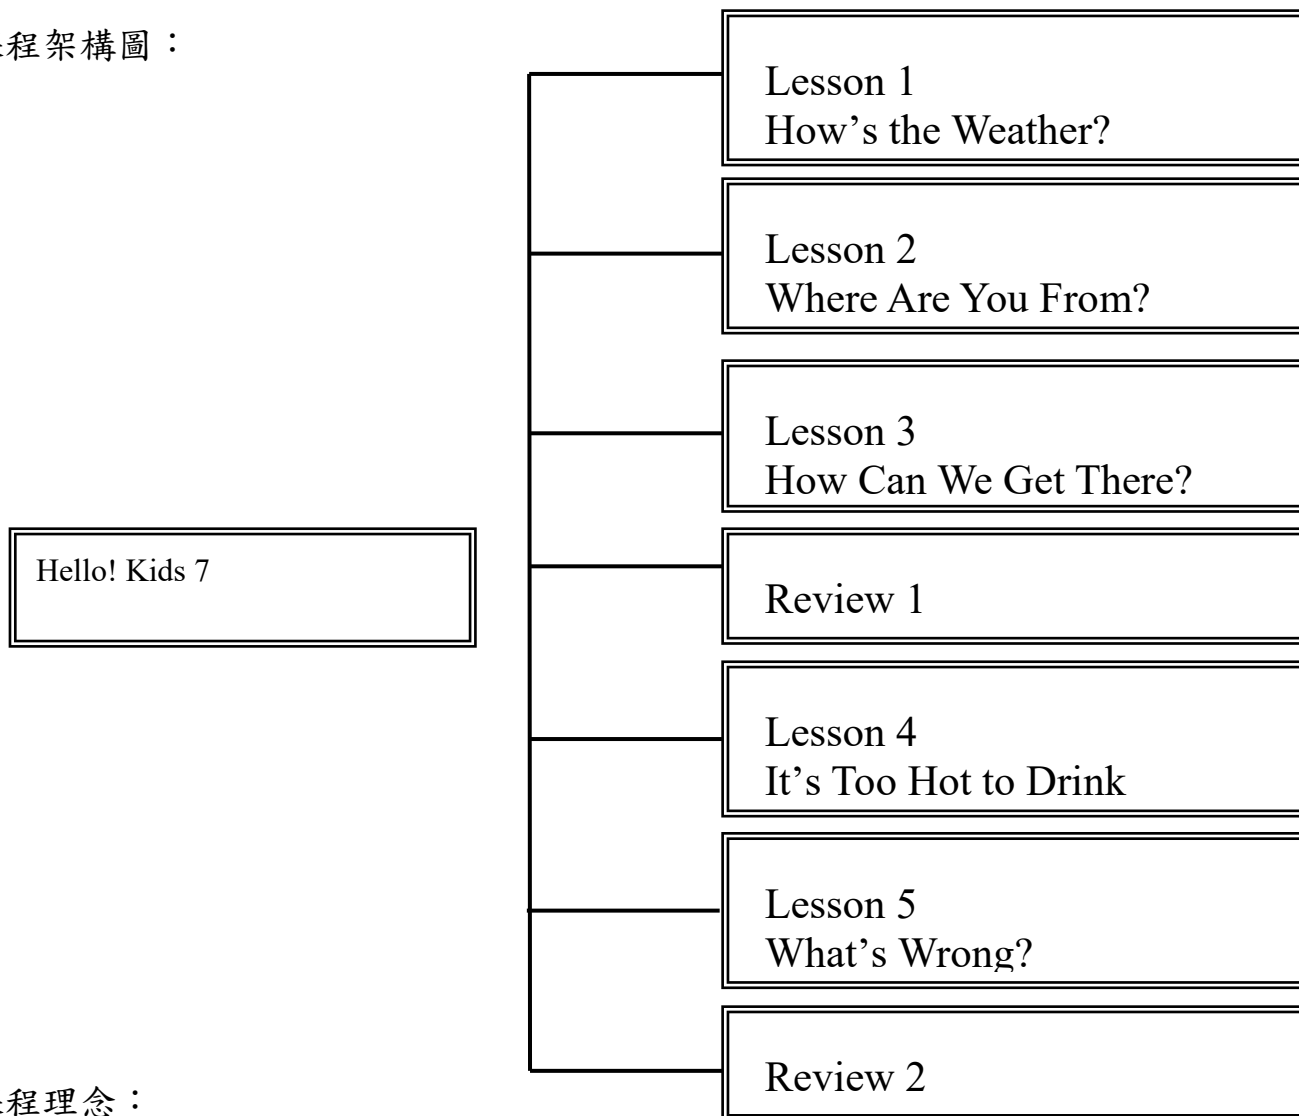 程架構圖：
Lesson 1
How’s the Weather?
Lesson 2
Where Are You From?
Lesson 3
How Can We Get There?
Hello! Kids 7
Review 1
Lesson 4
It’s Too Hot to Drink
Lesson 5
What’s Wrong?
Review 2
程理念：